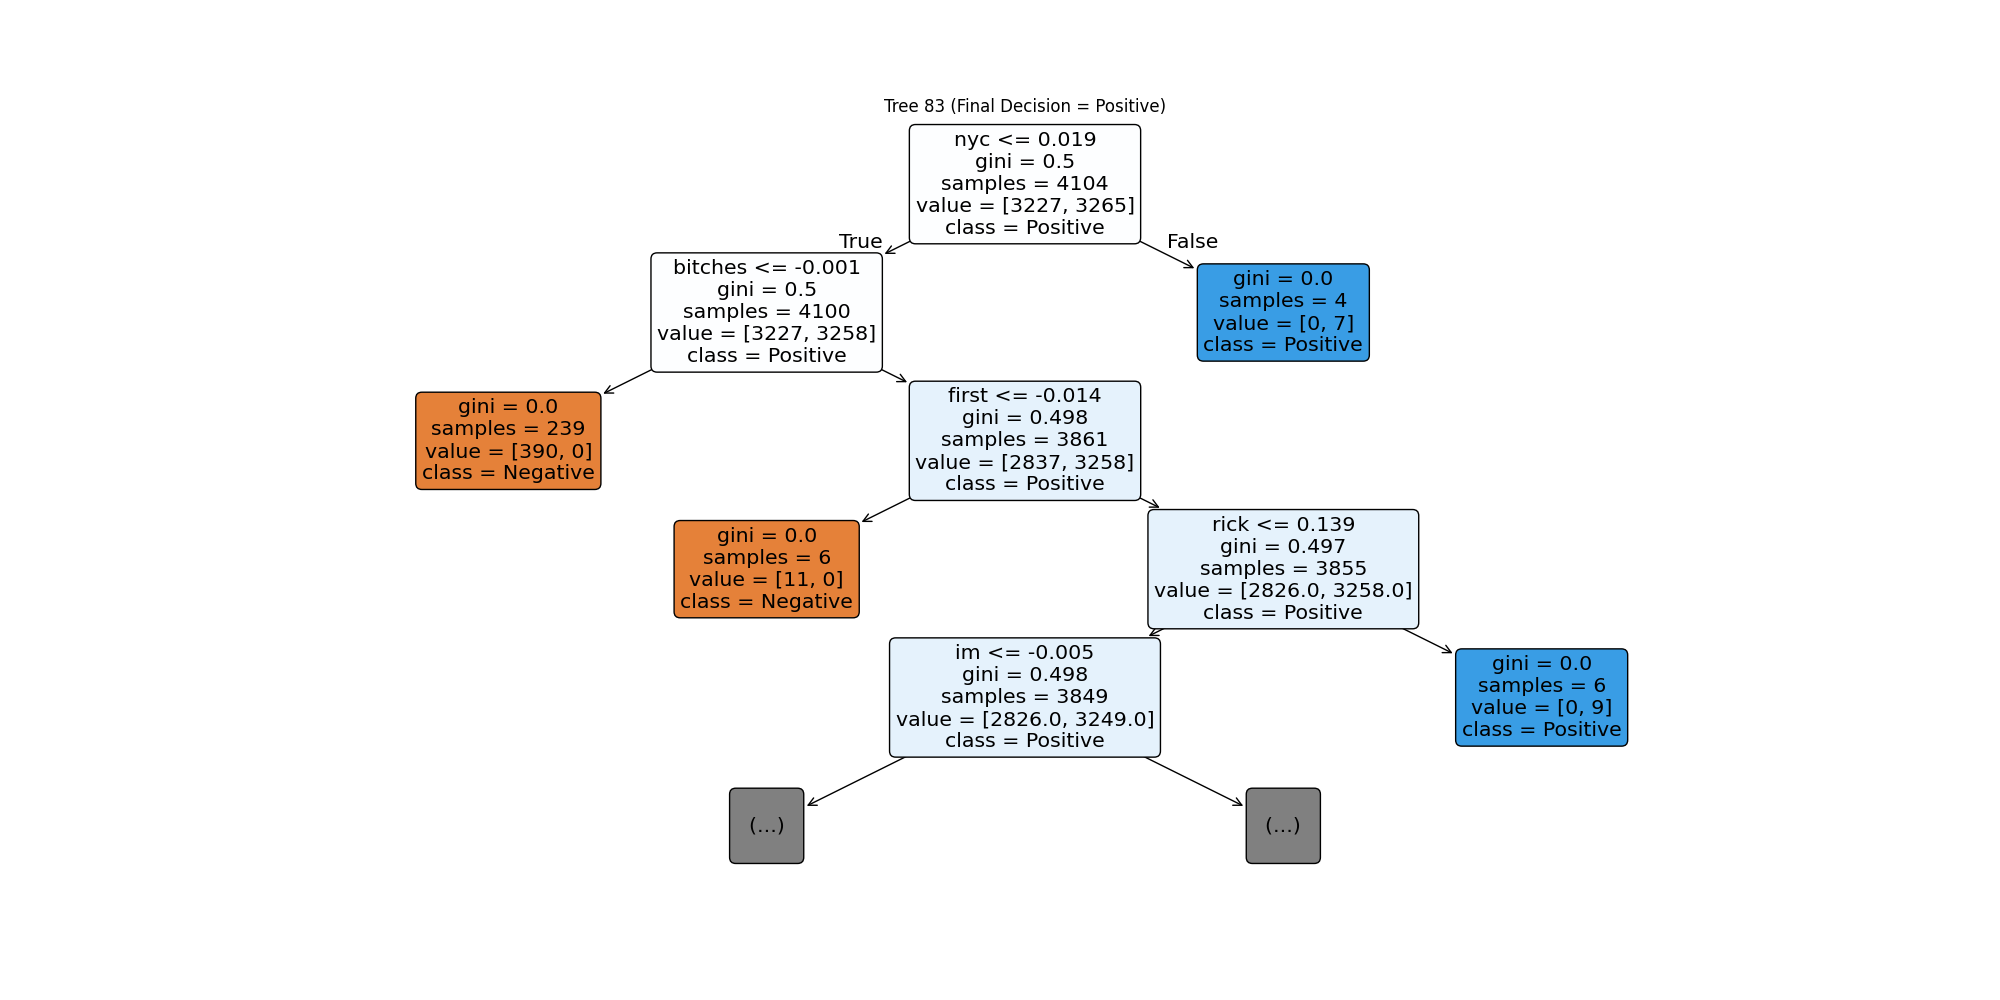 Tree 83 (Final Decision = Positive)
nyc <= 0.019
gini = 0.5
samples = 4104
value = [3227, 3265]
class = Positive
True
False
bitches <= -0.001
gini = 0.5
samples = 4100
value = [3227, 3258]
class = Positive
gini = 0.0
samples = 4
value = [0, 7]
class = Positive
gini = 0.0
samples = 239
value = [390, 0]
class = Negative
first <= -0.014
gini = 0.498
samples = 3861
value = [2837, 3258]
class = Positive
gini = 0.0
samples = 6
value = [11, 0]
class = Negative
rick <= 0.139
gini = 0.497
samples = 3855
value = [2826.0, 3258.0]
class = Positive
im <= -0.005
gini = 0.498
samples = 3849
value = [2826.0, 3249.0]
class = Positive
gini = 0.0
samples = 6
value = [0, 9]
class = Positive
(...)
(...)